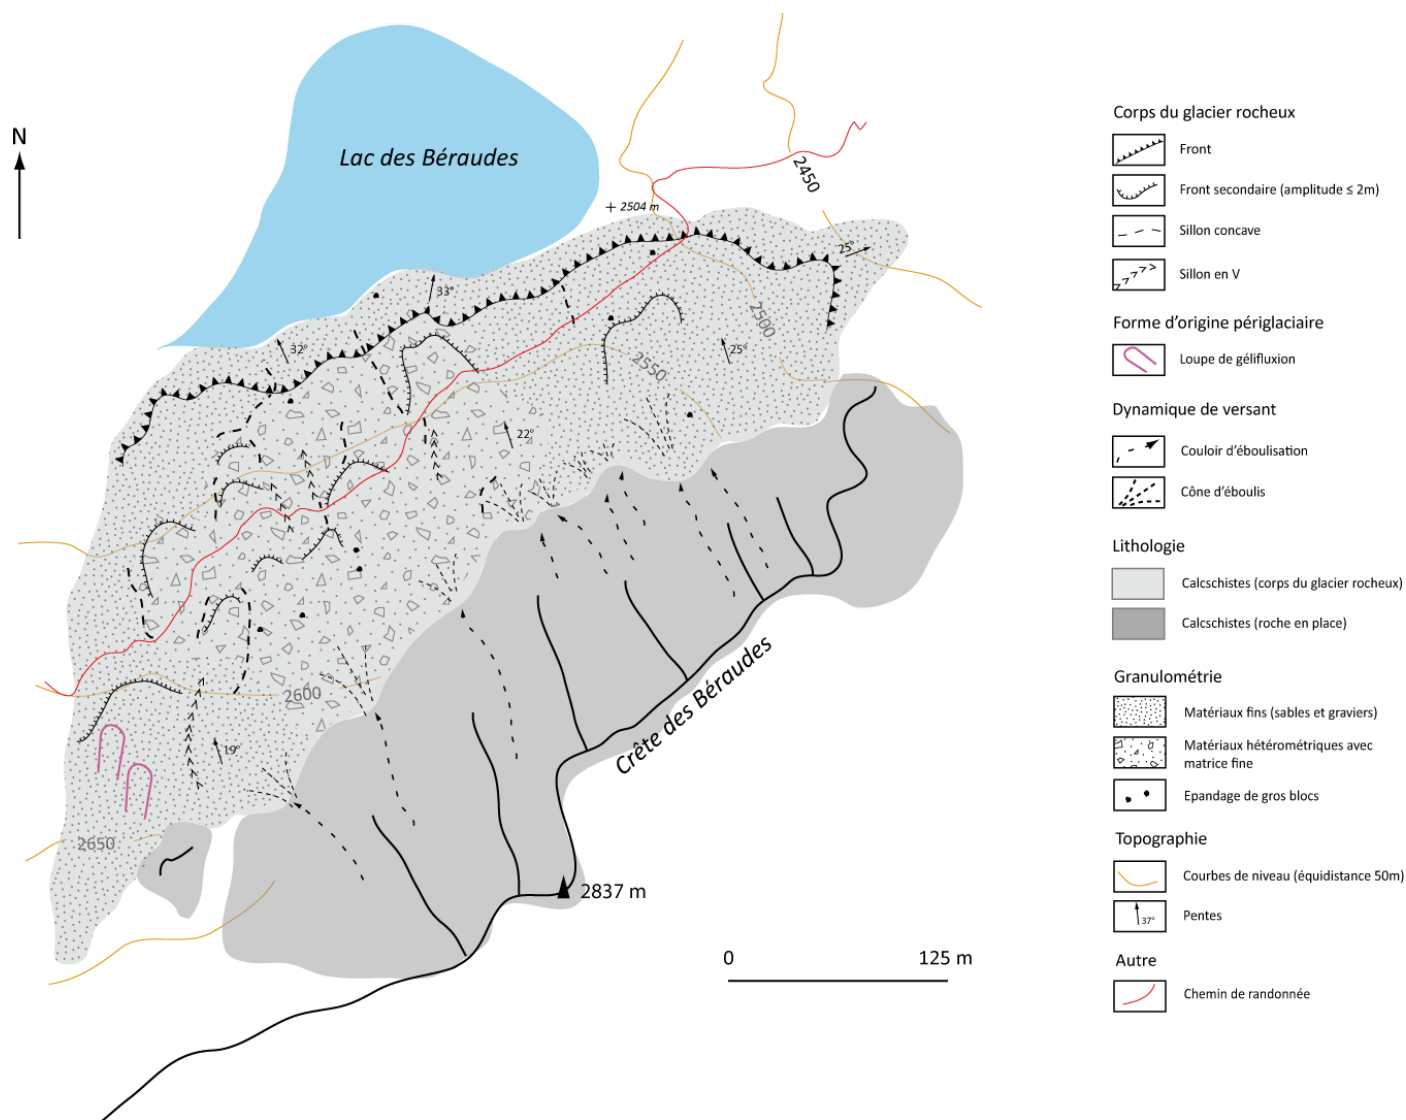 N
Lac des Béraudes
+ 2504 m
2450
25°
33°
32°
2500
25°
2550
22°
2600
19°
2650
Crête des Béraudes
2837 m
0 125 m
Corps du glacier rocheux
Front
Front secondaire (amplitude ≤ 2m)
Sillon concave
Sillon en V
Forme d'origine périglaciaire
Loupe de gélifluxion
Dynamique de versant
Couloir d'éboulisation
Cône d'éboulis
Lithologie
Calcschistes (corps du glacier rocheux)
Calcschistes (roche en place)
Granulométrie
Matériaux fins (sables et graviers)
Matériaux hétérométriques avec
matrice fine
Epandage de gros blocs
Topographie
Courbes de niveau (équidistance 50m)
37°
Pentes
Autre
Chemin de randonnée